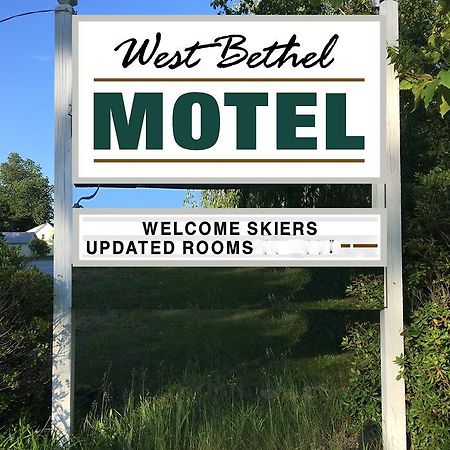 West Bethel
MOTEL
WELCOME SKIERS
UPDATED ROOMS